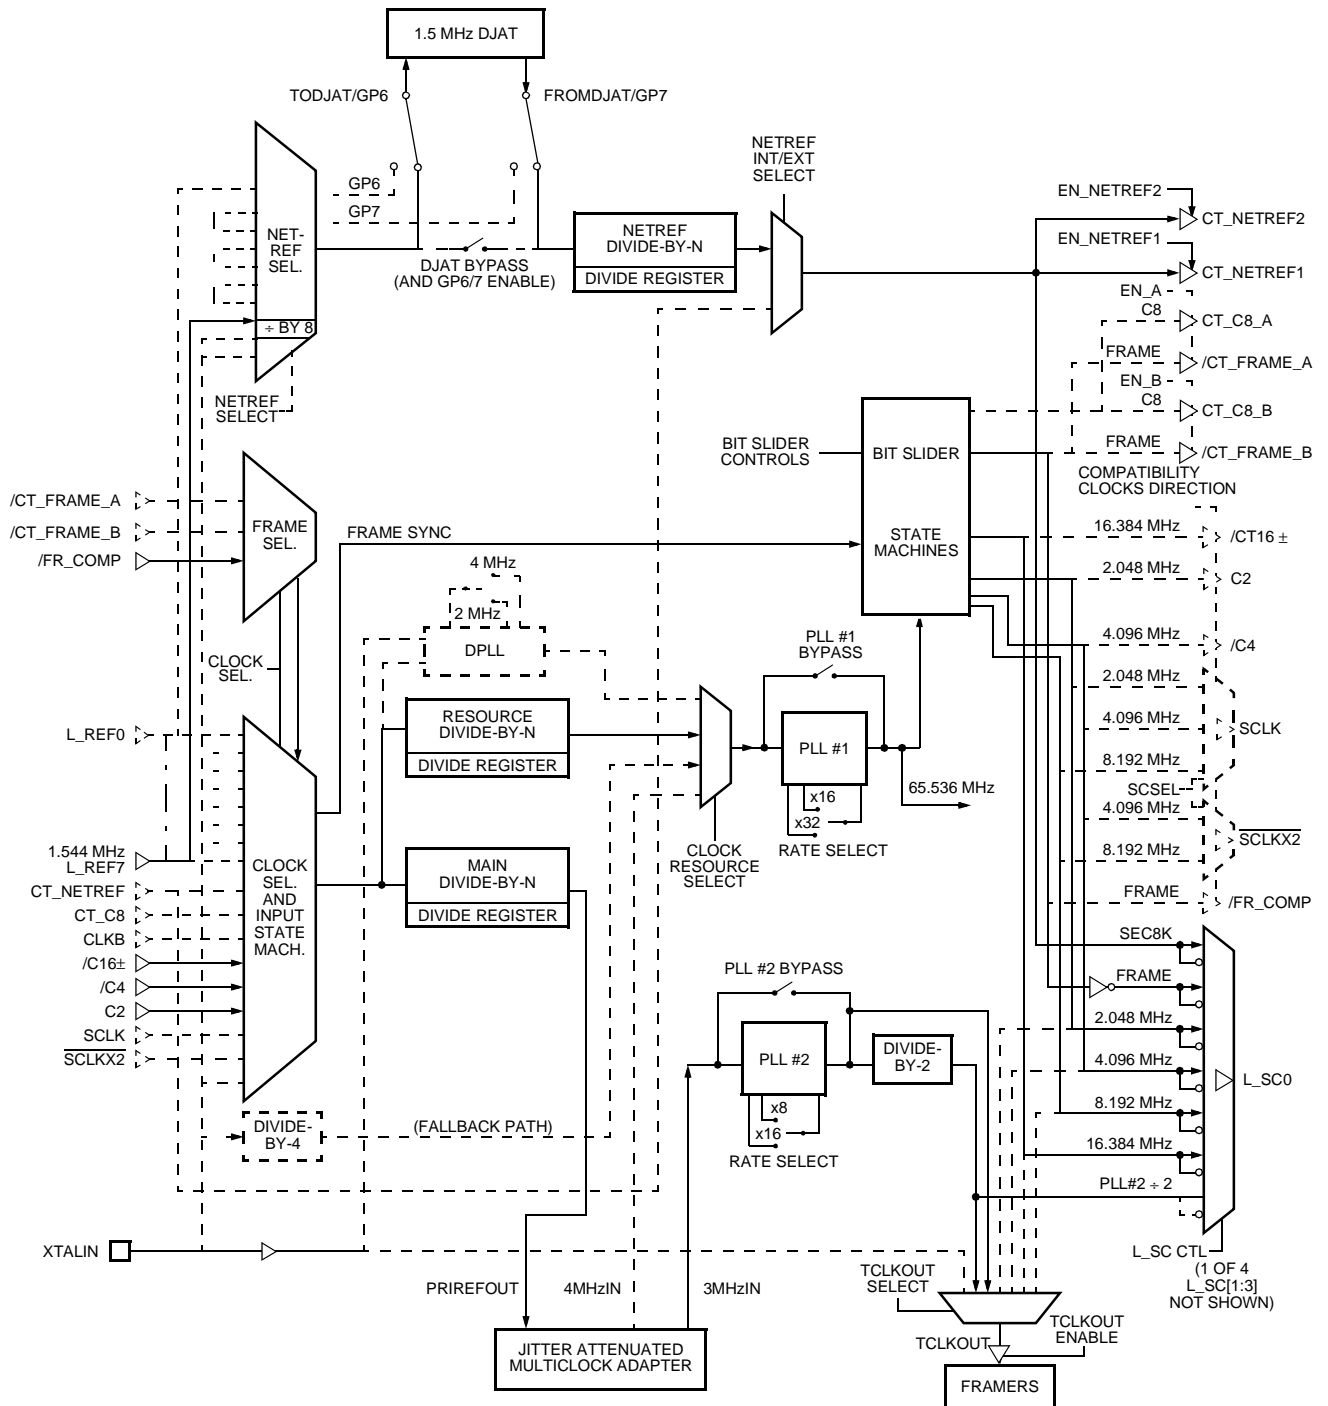 1.5 MHz DJAT
TODJAT/GP6
FROMDJAT/GP7
NETREF
INT/EXT
SELECT
GP6
GP7
NET-
REF
SEL.
÷ BY 8
NETREF
SELECT
DJAT BYPASS
(AND GP6/7 ENABLE)
NETREF
DIVIDE-BY-N
DIVIDE REGISTER
EN_NETREF2
CT_NETREF2
EN_NETREF1
CT_NETREF1
EN_A
C8
CT_C8_A
FRAME
/CT_FRAME_A
EN_B
C8
CT_C8_B
FRAME
/CT_FRAME_B
COMPATIBILITY
CLOCKS DIRECTION
BIT SLIDER
CONTROLS
BIT SLIDER
STATE
MACHINES
/CT_FRAME_A
/CT_FRAME_B
/FR_COMP
FRAME
SEL.
FRAME SYNC
CLOCK
SEL.
4 MHz
2 MHz
DPLL
16.384 MHz
/CT16 ±
2.048 MHz
C2
4.096 MHz
/C4
2.048 MHz
4.096 MHz
SCLK
8.192 MHz
SCSEL
4.096 MHz
SCLKX2
8.192 MHz
FRAME
/FR_COMP
PLL #1
BYPASS
PLL #1
x16
x32
RATE SELECT
65.536 MHz
RESOURCE
DIVIDE-BY-N
DIVIDE REGISTER
CLOCK
RESOURCE
SELECT
MAIN
DIVIDE-BY-N
DIVIDE REGISTER
L_REF0
1.544 MHz
L_REF7
CT_NETREF
CT_C8
CLKB
/C16±
/C4
C2
SCLK
SCLKX2
CLOCK
SEL.
AND
INPUT
STATE
MACH.
DIVIDE-
BY-4
(FALLBACK PATH)
PLL #2 BYPASS
PLL #2
x8
x16
RATE SELECT
DIVIDE-
BY-2
SEC8K
FRAME
2.048 MHz
4.096 MHz
8.192 MHz
16.384 MHz
PLL#2 ÷ 2
L_SC0
L_SC CTL
(1 OF 4
L_SC[1:3]
NOT SHOWN)
XTALIN
PRIREFOUT
4MHzIN
3MHzIN
JITTER ATTENUATED
MULTICLOCK ADAPTER
TCLKOUT
SELECT
TCLKOUT
TCLKOUT
ENABLE
FRAMERS